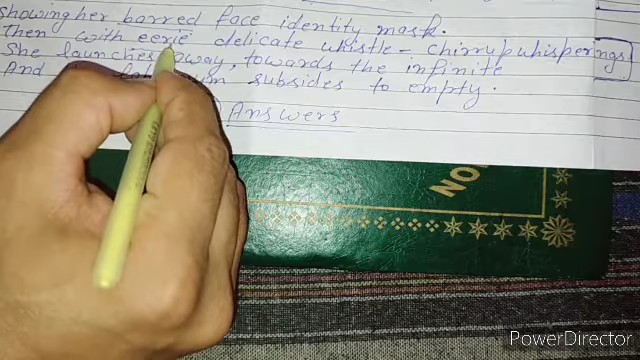 showing her barred face identity mask.
Then with eerie delicate whistle - chirrup whisperings
She launches away, towards the infinite
And subsides to empty.
Answers
NO
PowerDirector